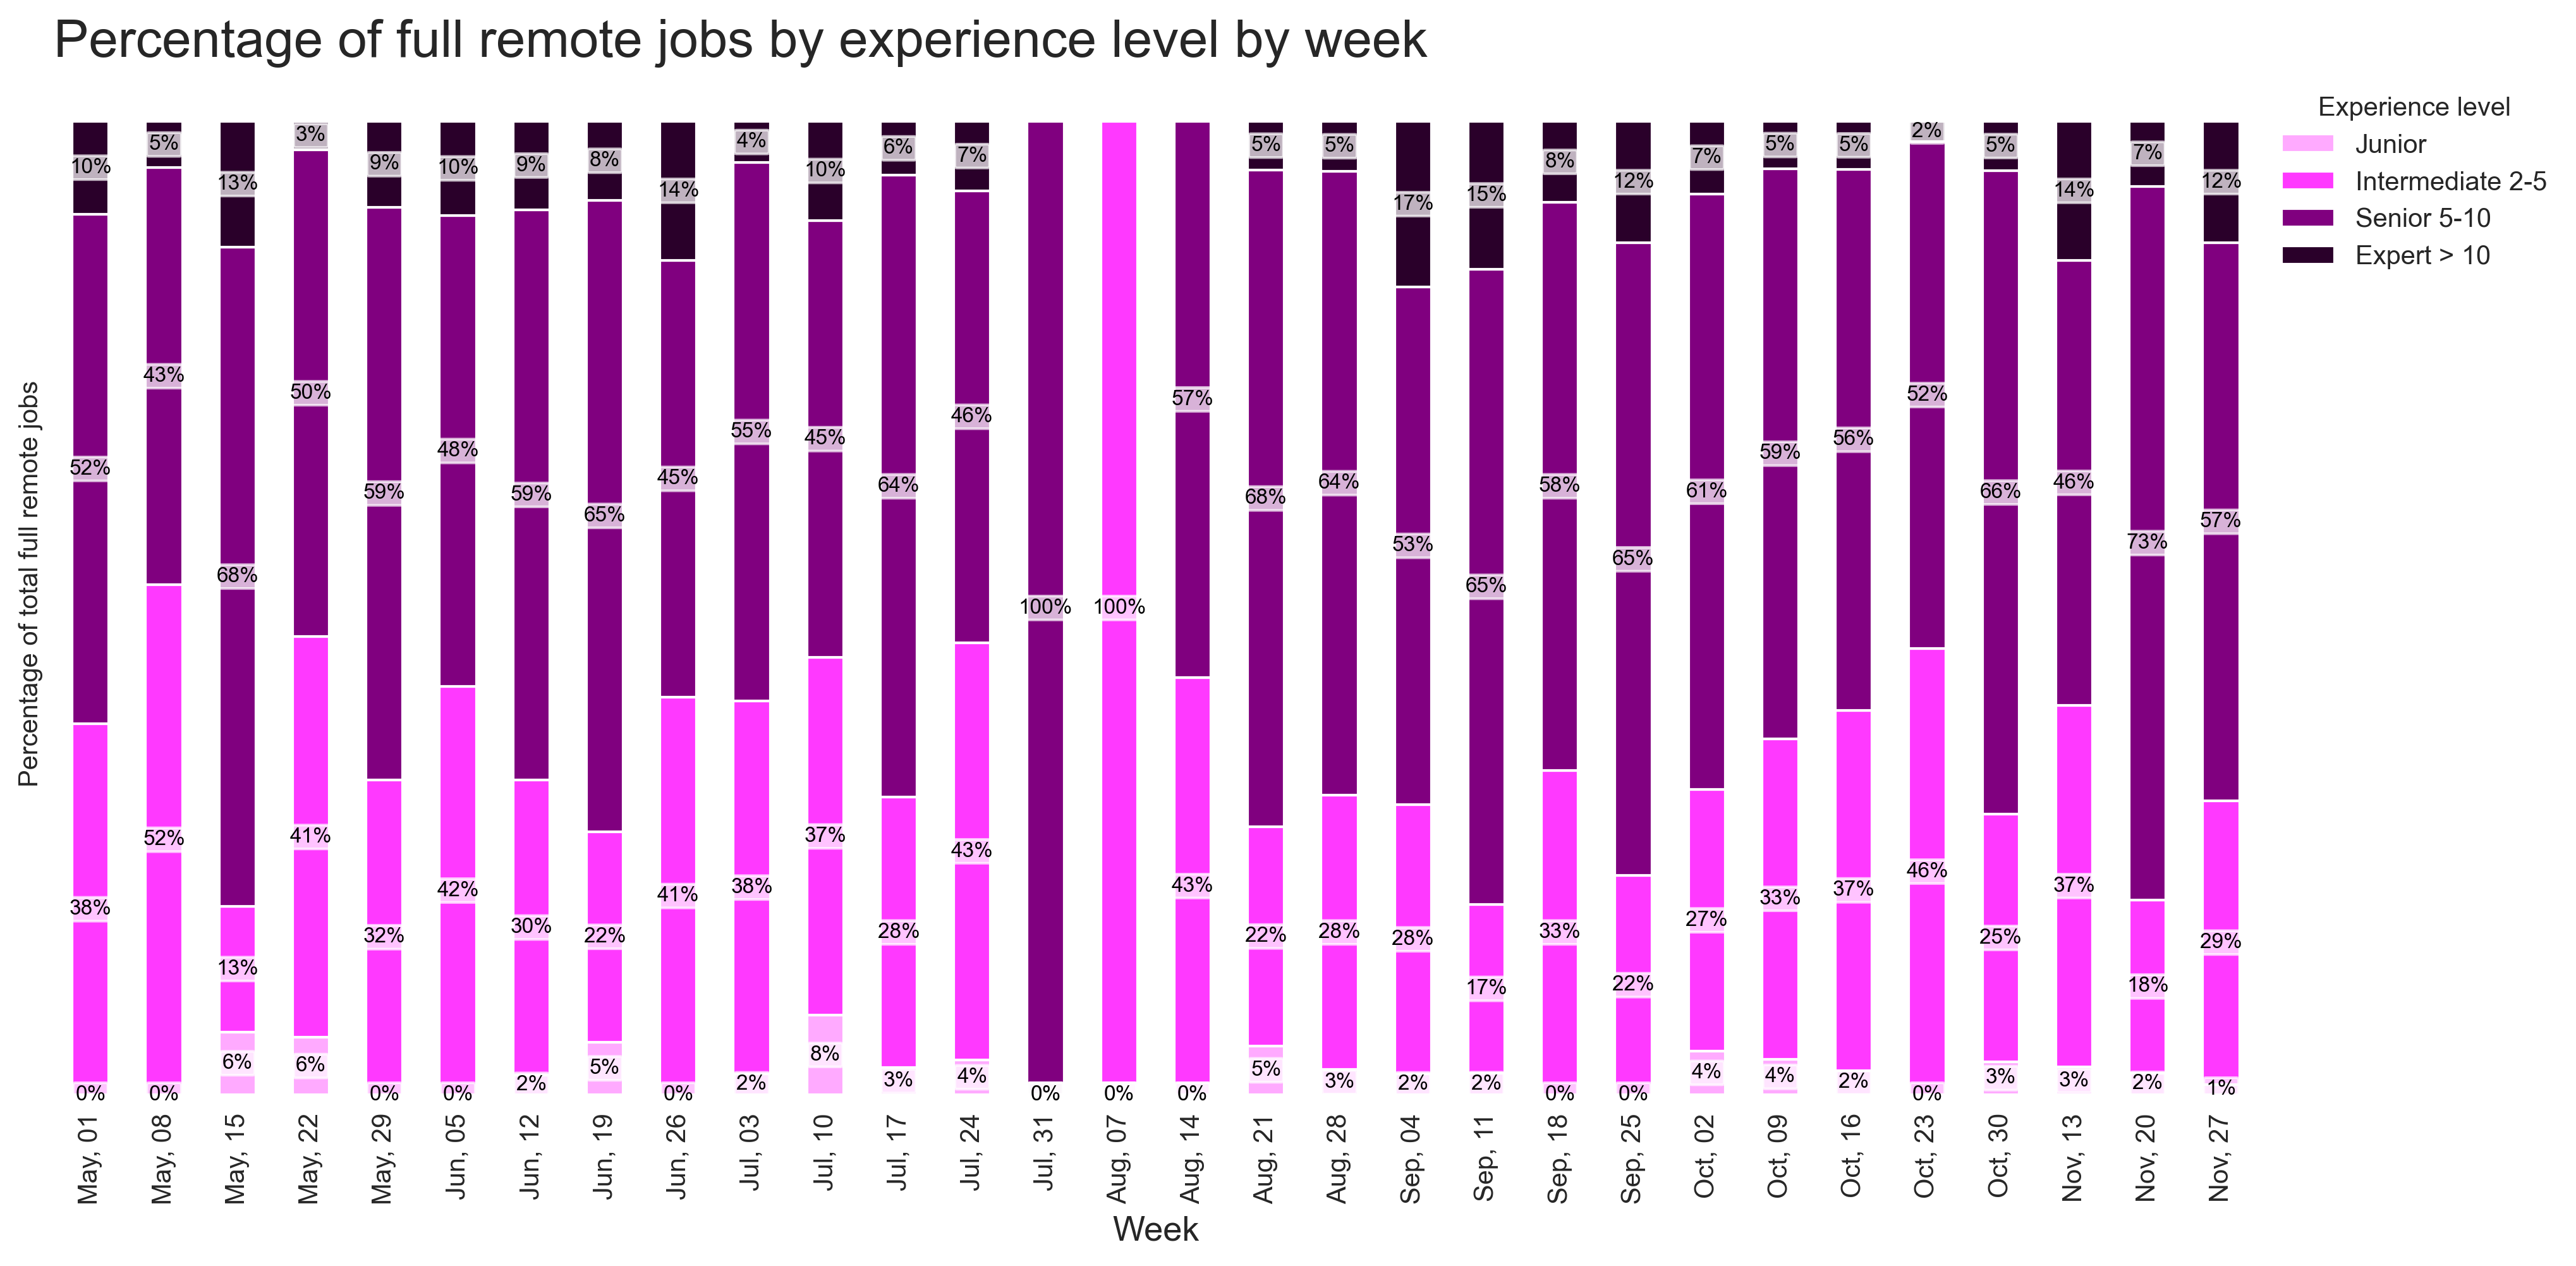 Percentage of full remote jobs by experience level by week
Experience level
Junior
Intermediate 2-5
Senior 5-10
Expert > 10
Percentage of total full remote jobs
10% 5% 13% 3% 9% 10% 9% 8% 14% 4% 10% 6% 7% 5% 5% 17% 15% 8% 12% 7% 5% 5% 2% 5% 14% 7% 12%
52% 43% 68% 50% 59% 48% 59% 65% 45% 55% 45% 64% 46% 100% 57% 68% 64% 53% 65% 58% 65% 61% 59% 56% 52% 66% 46% 73% 57%
38% 52% 13% 41% 32% 42% 30% 22% 41% 38% 37% 28% 43% 100% 43% 22% 28% 28% 17% 33% 22% 27% 33% 37% 46% 25% 37% 18% 29%
0% 0% 6% 6% 0% 0% 2% 5% 0% 2% 8% 3% 4% 0% 0% 0% 5% 3% 2% 2% 0% 0% 4% 4% 2% 0% 3% 3% 2% 1%
May, 01
May, 08
May, 15
May, 22
May, 29
Jun, 05
Jun, 12
Jun, 19
Jun, 26
Jul, 03
Jul, 10
Jul, 17
Jul, 24
Jul, 31
Aug, 07
Aug, 14
Aug, 21
Aug, 28
Sep, 04
Sep, 11
Sep, 18
Sep, 25
Oct, 02
Oct, 09
Oct, 16
Oct, 23
Oct, 30
Nov, 13
Nov, 20
Nov, 27
Week